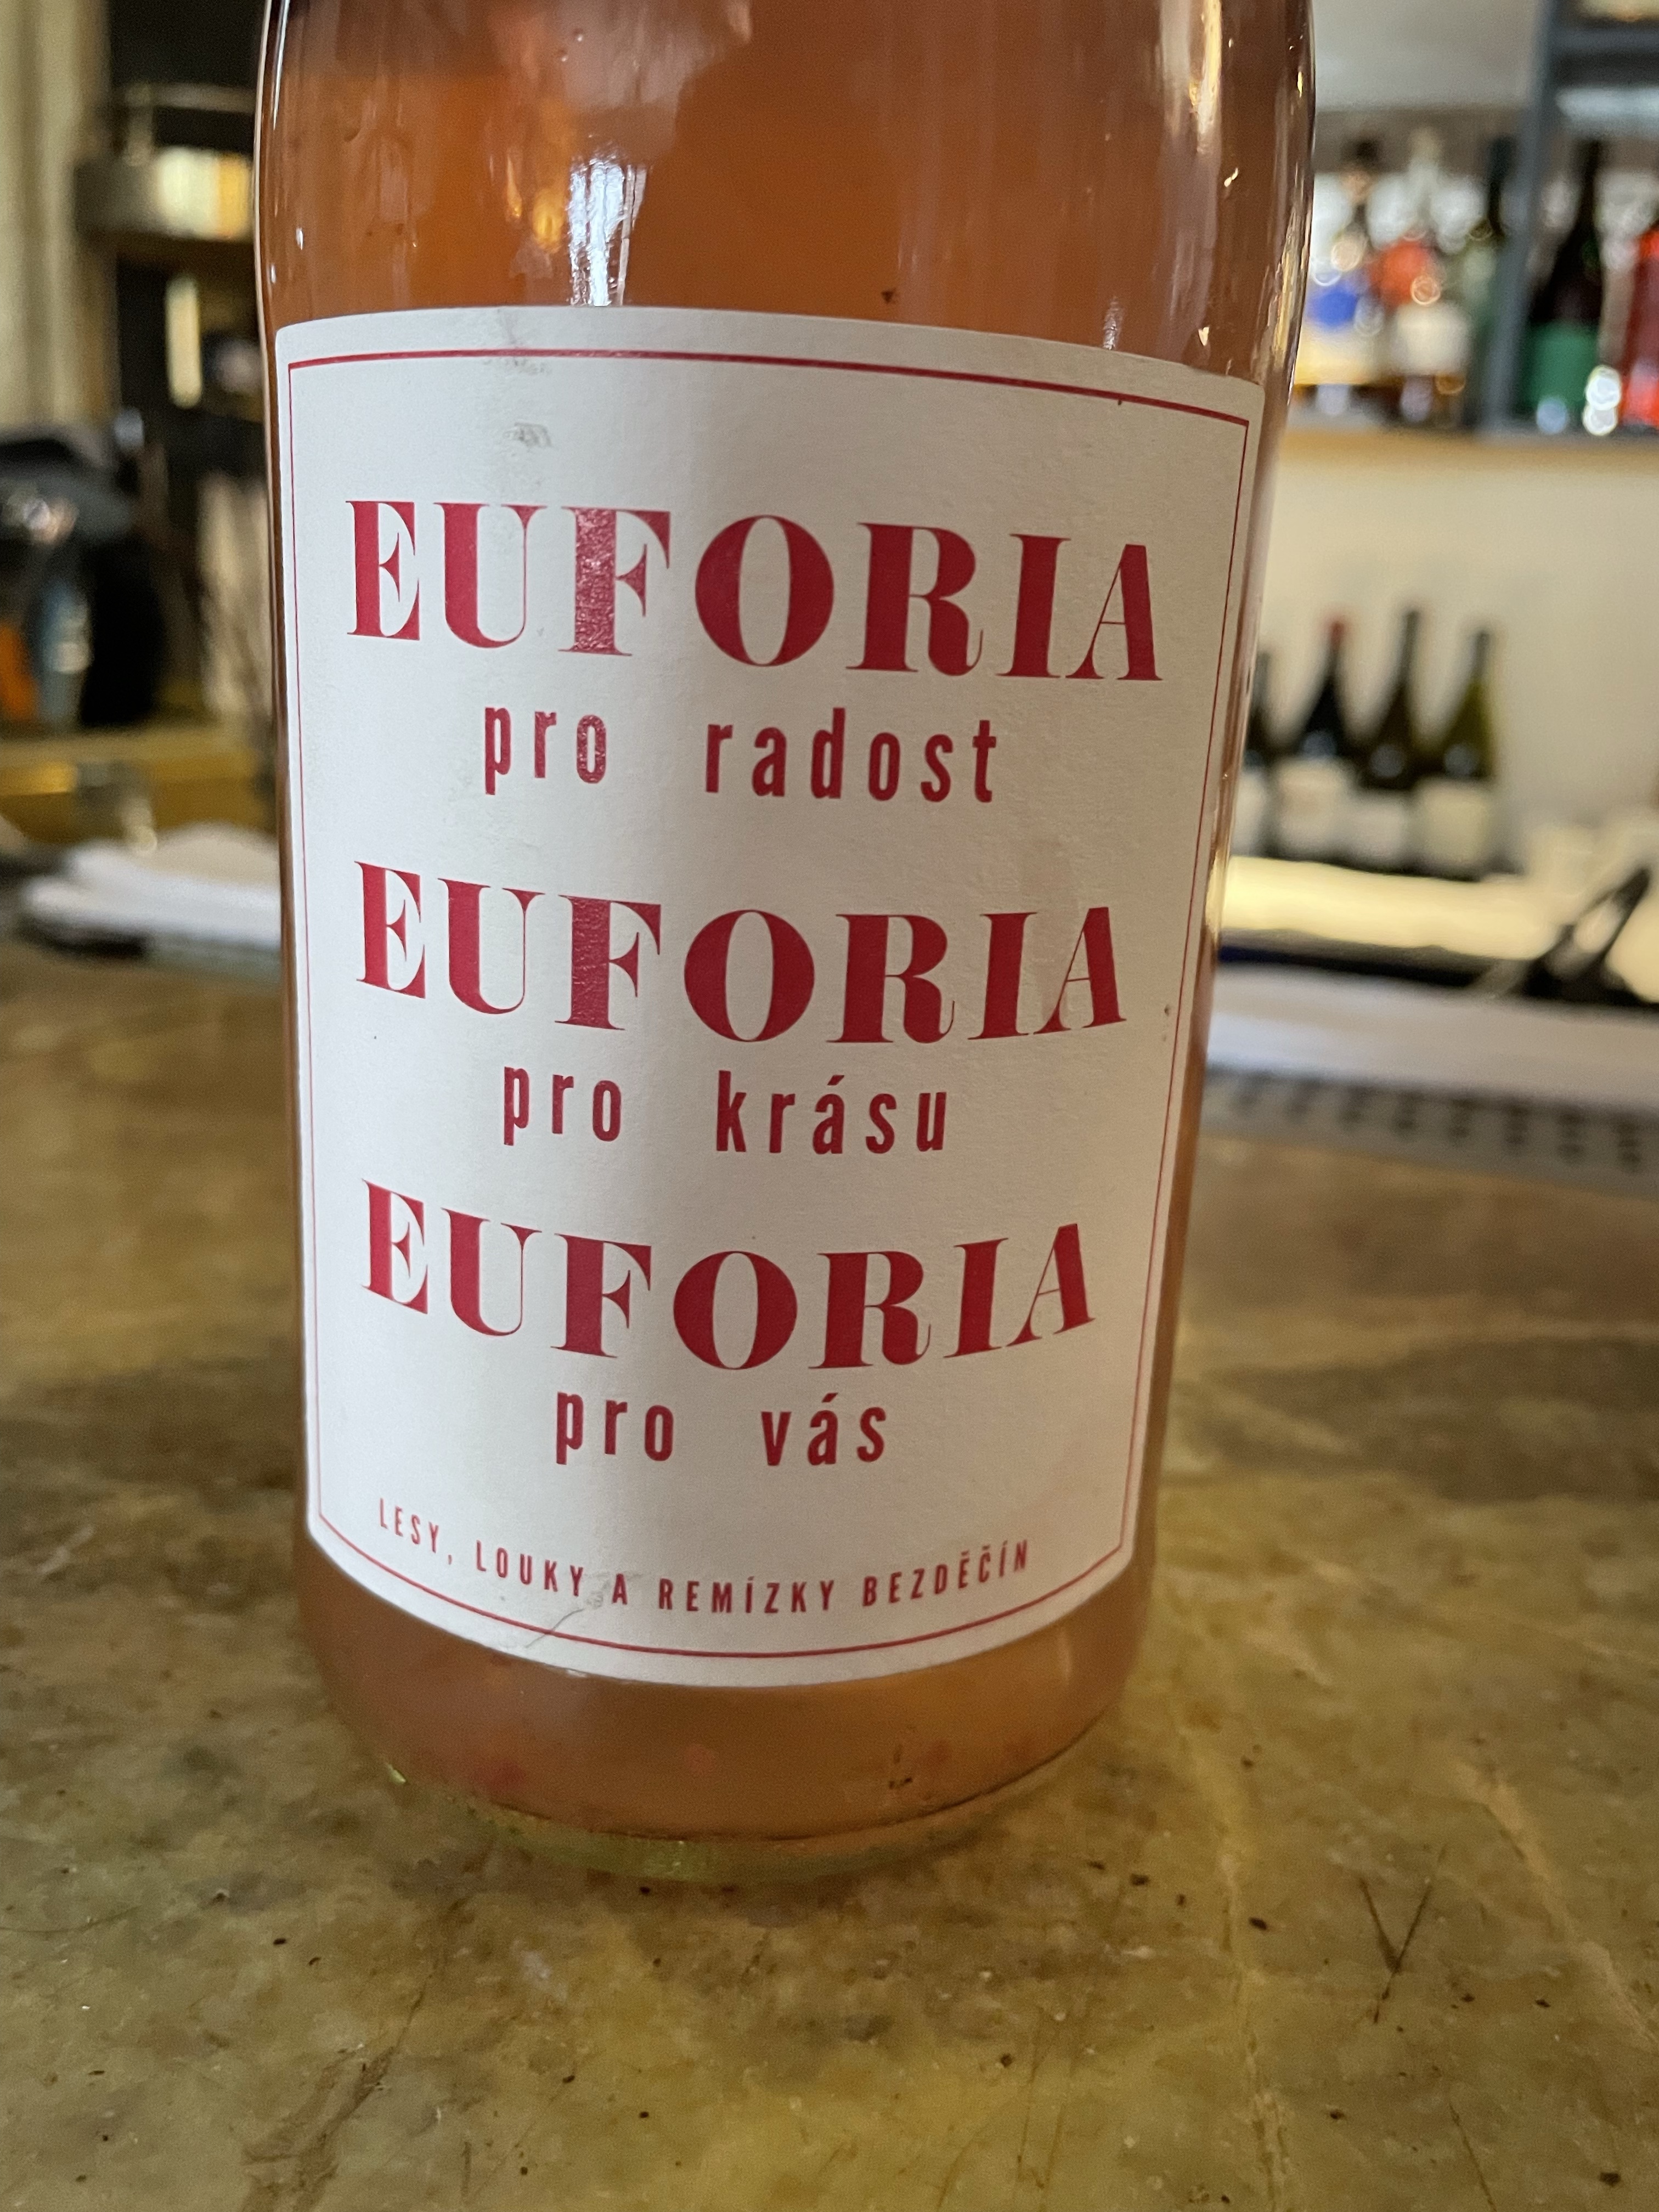 EUFORIA
pro radost
EUFORIA
pro krásu
EUFORIA
pro vás
LESY, LOUKY A REMÍZKY BEZDĚČÍN